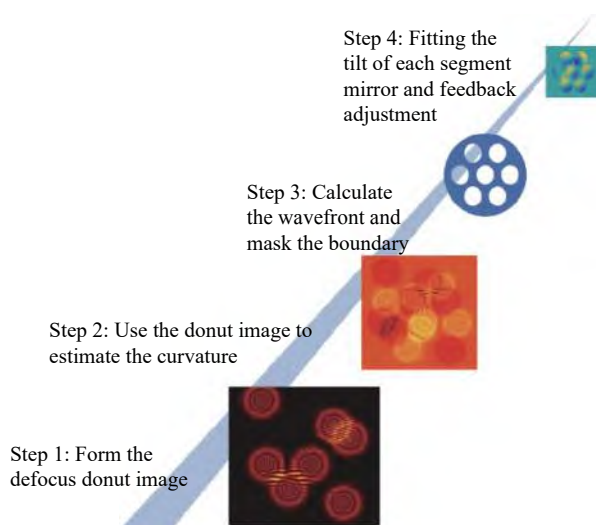 Step 4: Fitting the
tilt of each segment
mirror and feedback
adjustment
Step 3: Calculate
the wavefront and
mask the boundary
Step 2: Use the donut image to
estimate the curvature
Step 1: Form the
defocus donut image